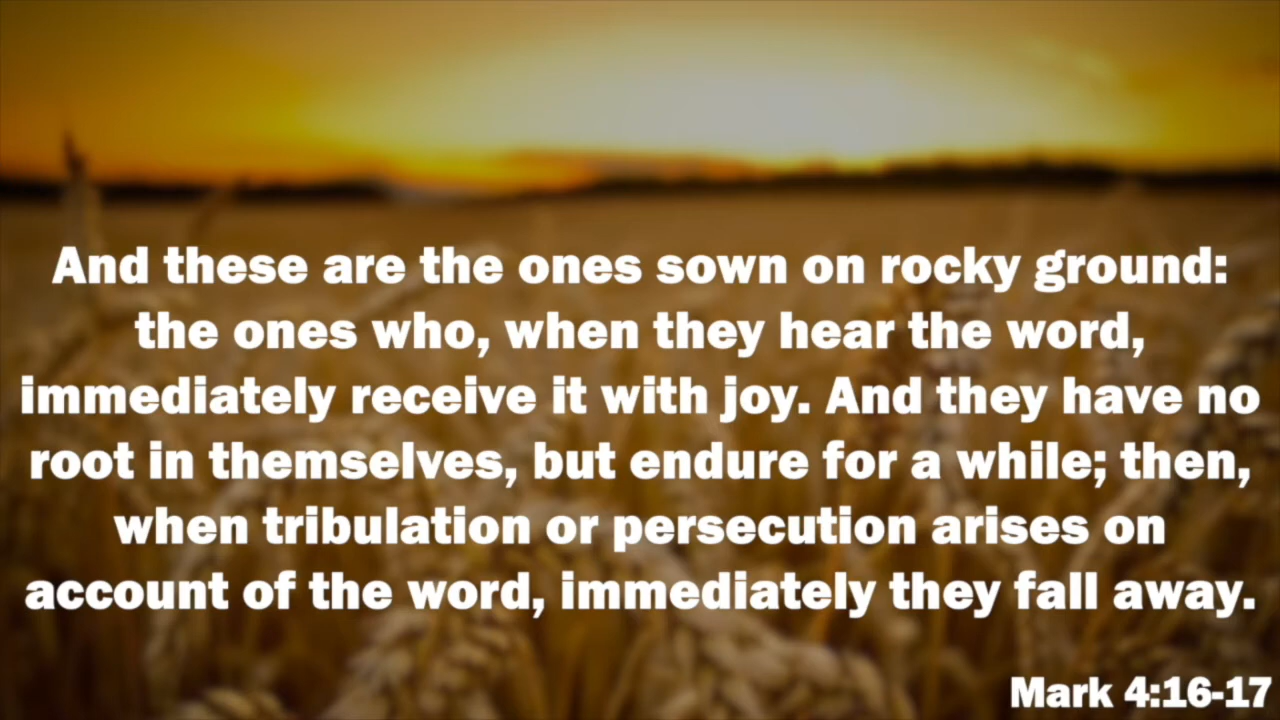 And these are the ones sown on rocky ground:
the ones who, when they hear the word,
immediately receive it with joy. And they have no
root in themselves, but endure for a while; then,
when tribulation or persecution arises on
account of the word, immediately they fall away.
Mark 4:16-17